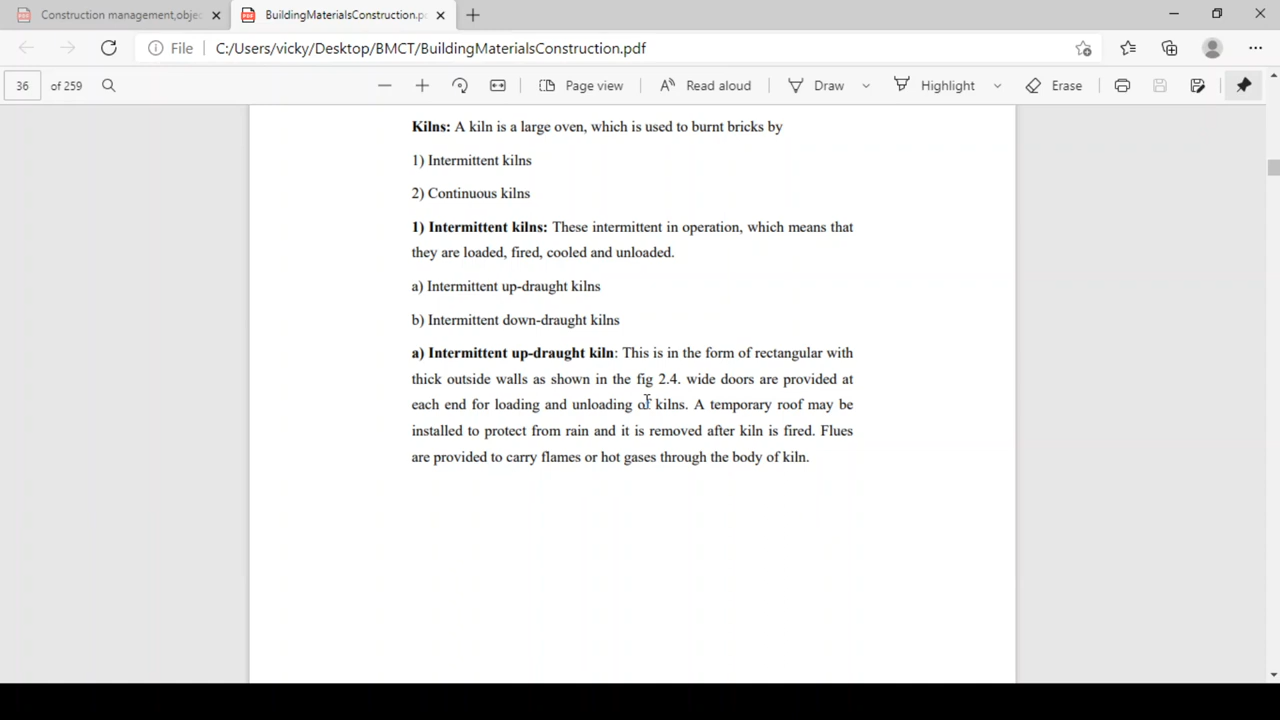 Construction management,objec
BuildingMaterialsConstruction.pc
File
C:/Users/vicky/Desktop/BMCT/BuildingMaterialsConstruction.pdf
36 of 259
Page view
Read aloud
Draw
Highlight
Erase
Kilns: A kiln is a large oven, which is used to burnt bricks by
1) Intermittent kilns
2) Continuous kilns
1) Intermittent kilns: These intermittent in operation, which means that
they are loaded, fired, cooled and unloaded.
a) Intermittent up-draught kilns
b) Intermittent down-draught kilns
a) Intermittent up-draught kiln: This is in the form of rectangular with
thick outside walls as shown in the fig 2.4. wide doors are provided at
each end for loading and unloading of kilns. A temporary roof may be
installed to protect from rain and it is removed after kiln is fired. Flues
are provided to carry flames or hot gases through the body of kiln.